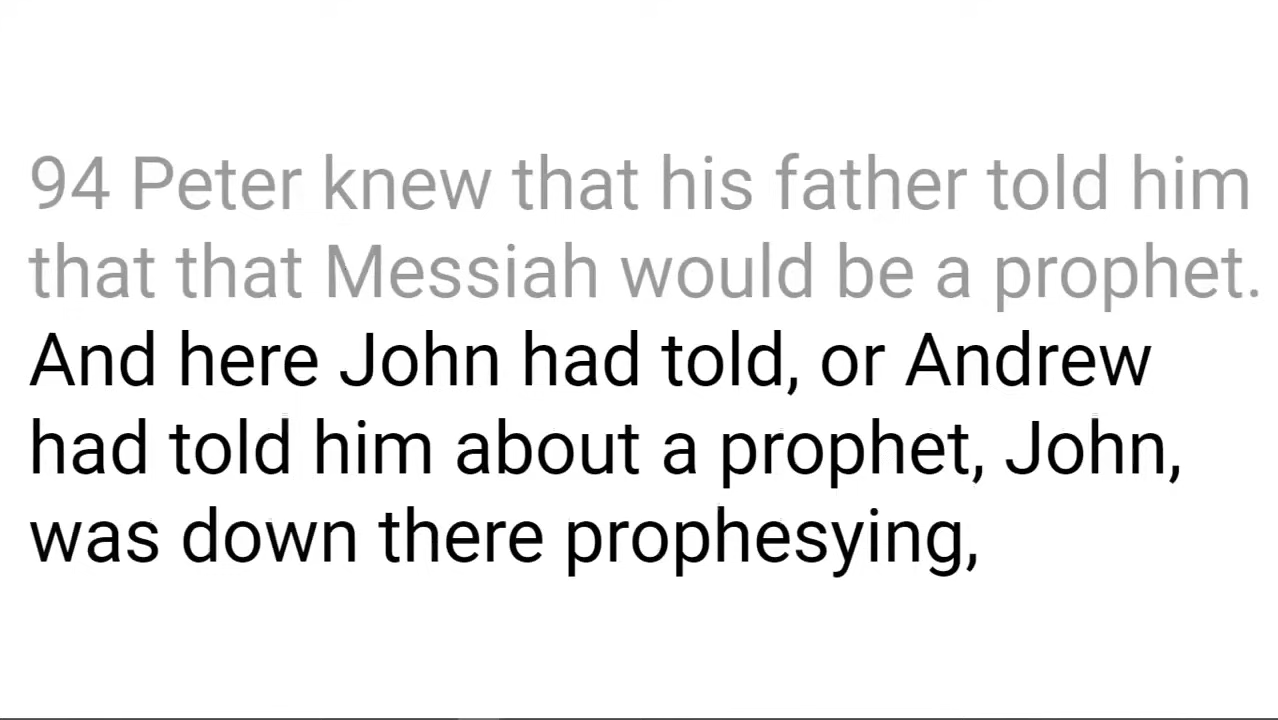 94 Peter knew that his father told him
that that Messiah would be a prophet.
And here John had told, or Andrew
had told him about a prophet, John,
was down there prophesying,